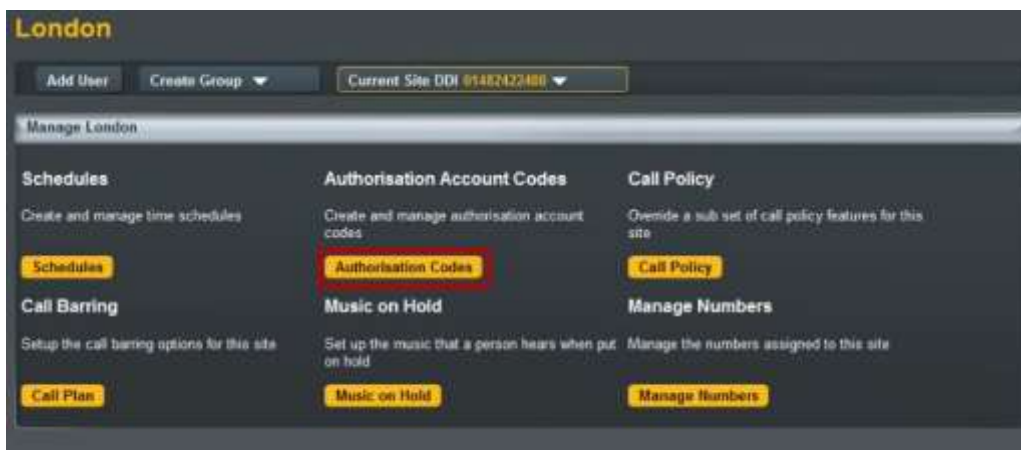 London
Add User
Create Group
Current Site DDI 01482422400
Manage London
Schedules
Create and manage time schedules
Schedules
Authorisation Account Codes
Create and manage authorisation account
codes
Authorisation Codes
Call Policy
Override a sub set of call policy features for this
site
Call Policy
Call Barring
Setup the call barring options for this site
Call Plan
Music on Hold
Set up the music that a person hears when put
on hold
Music on Hold
Manage Numbers
Manage the numbers assigned to this site
Manage Numbers